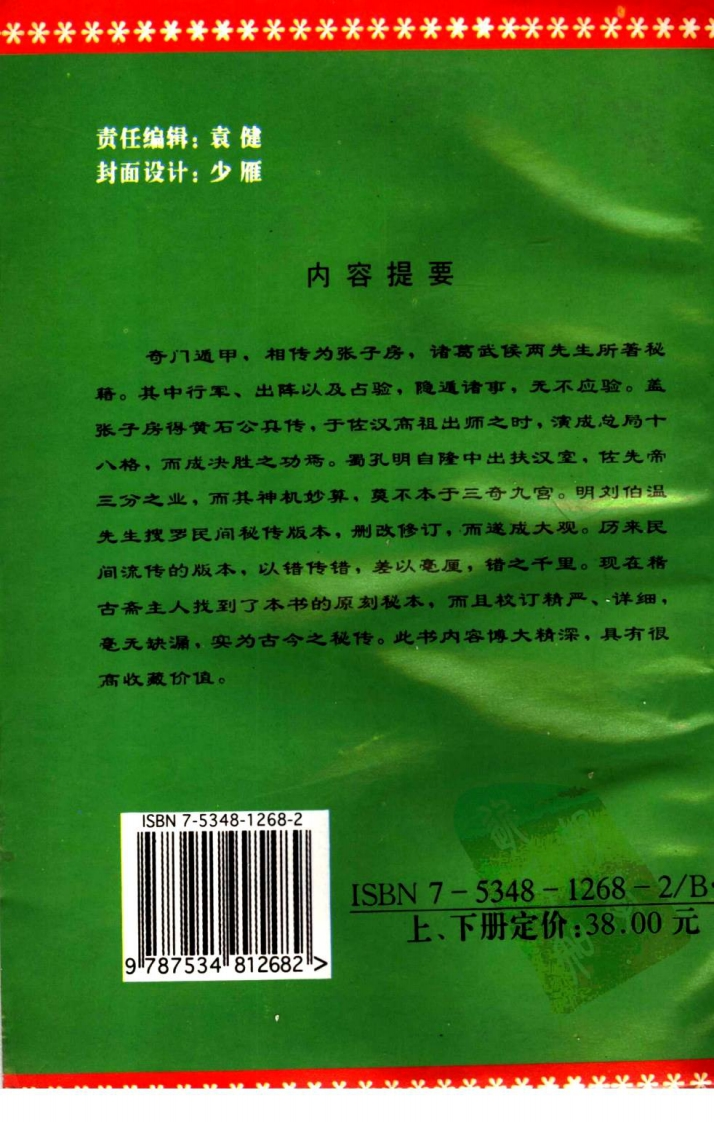 责任编辑：袁 健
封面设计：少 雁
内 容 提 要
奇门遁甲，相传为张子房，诸葛武侯两先生所著秘
籍。其中行军、出阵以及占验，隐遁诸事，无不应验。盖
张子房得黄石公真传，于佐汉高祖出师之时，演成总局十
八格，而成决胜之功焉。蜀孔明自隆中出扶汉室，佐先帝
三分之业，而其神机妙算，莫不本于三奇九宫。明刘伯温
先生搜罗民间秘传版本，删改修订，而遂成大观。历来民
间流传的版本，以错传错，差以毫厘，错之千里。现在格
古斋主人找到了本书的原刻秘本，而且校订精严、详细，
毫无缺漏，实为古今之秘传。此书内容博大精深，具有很
高收藏价值。
ISBN 7-5348-1268-2
9 787534 812682 >
ISBN 7－5348－1268－2/B·
上、下册定价：38.00 元